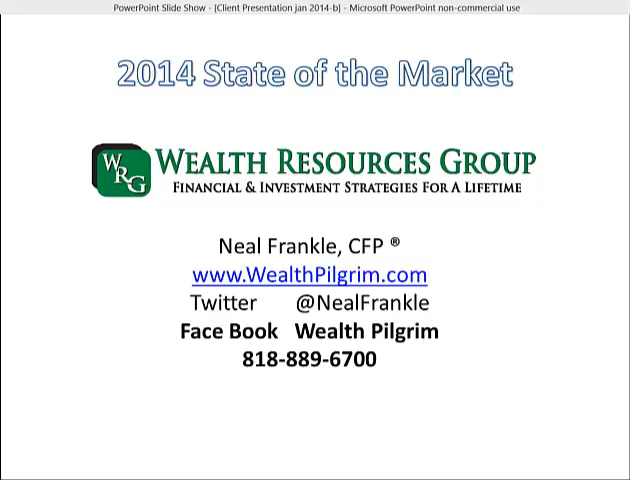 PowerPoint Slide Show - [Client Presentation jan 2014-b] - Microsoft PowerPoint non-commercial use
2014 State of the Market
WRG
WEALTH RESOURCES GROUP
FINANCIAL & INVESTMENT STRATEGIES FOR A LIFETIME
Neal Frankle, CFP ®
www.WealthPilgrim.com
Twitter @NealFrankle
Face Book Wealth Pilgrim
818-889-6700